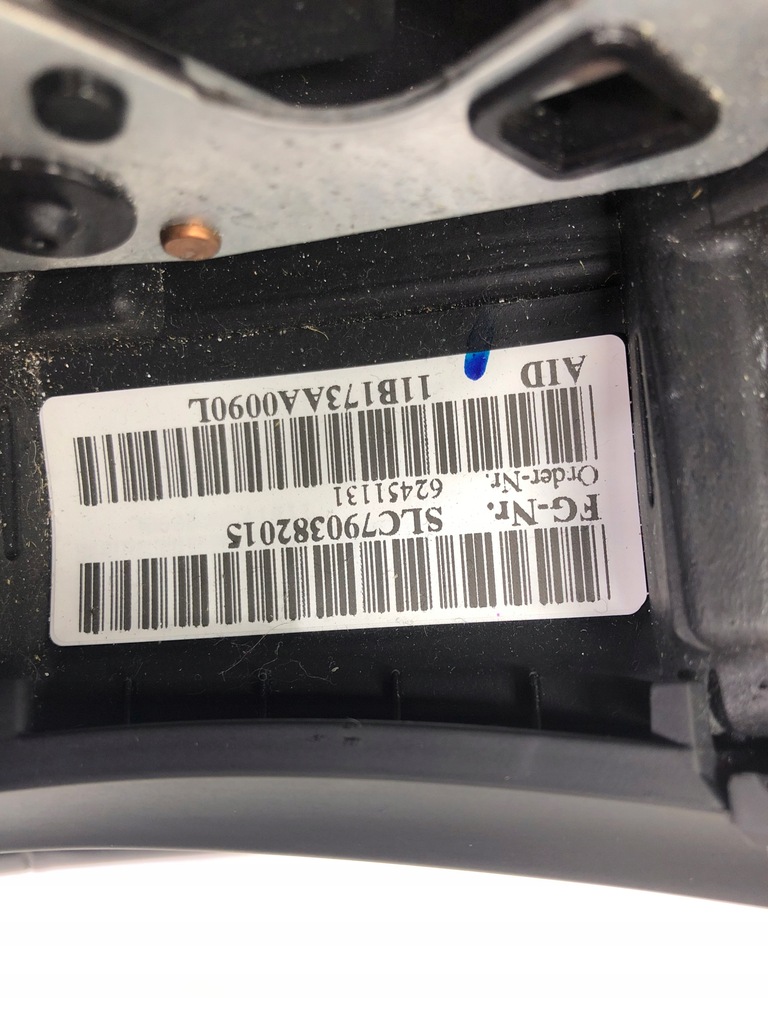 FG-Nr. SLC790382015
Order-Nr. 62451131
AID 11B173AA0090L